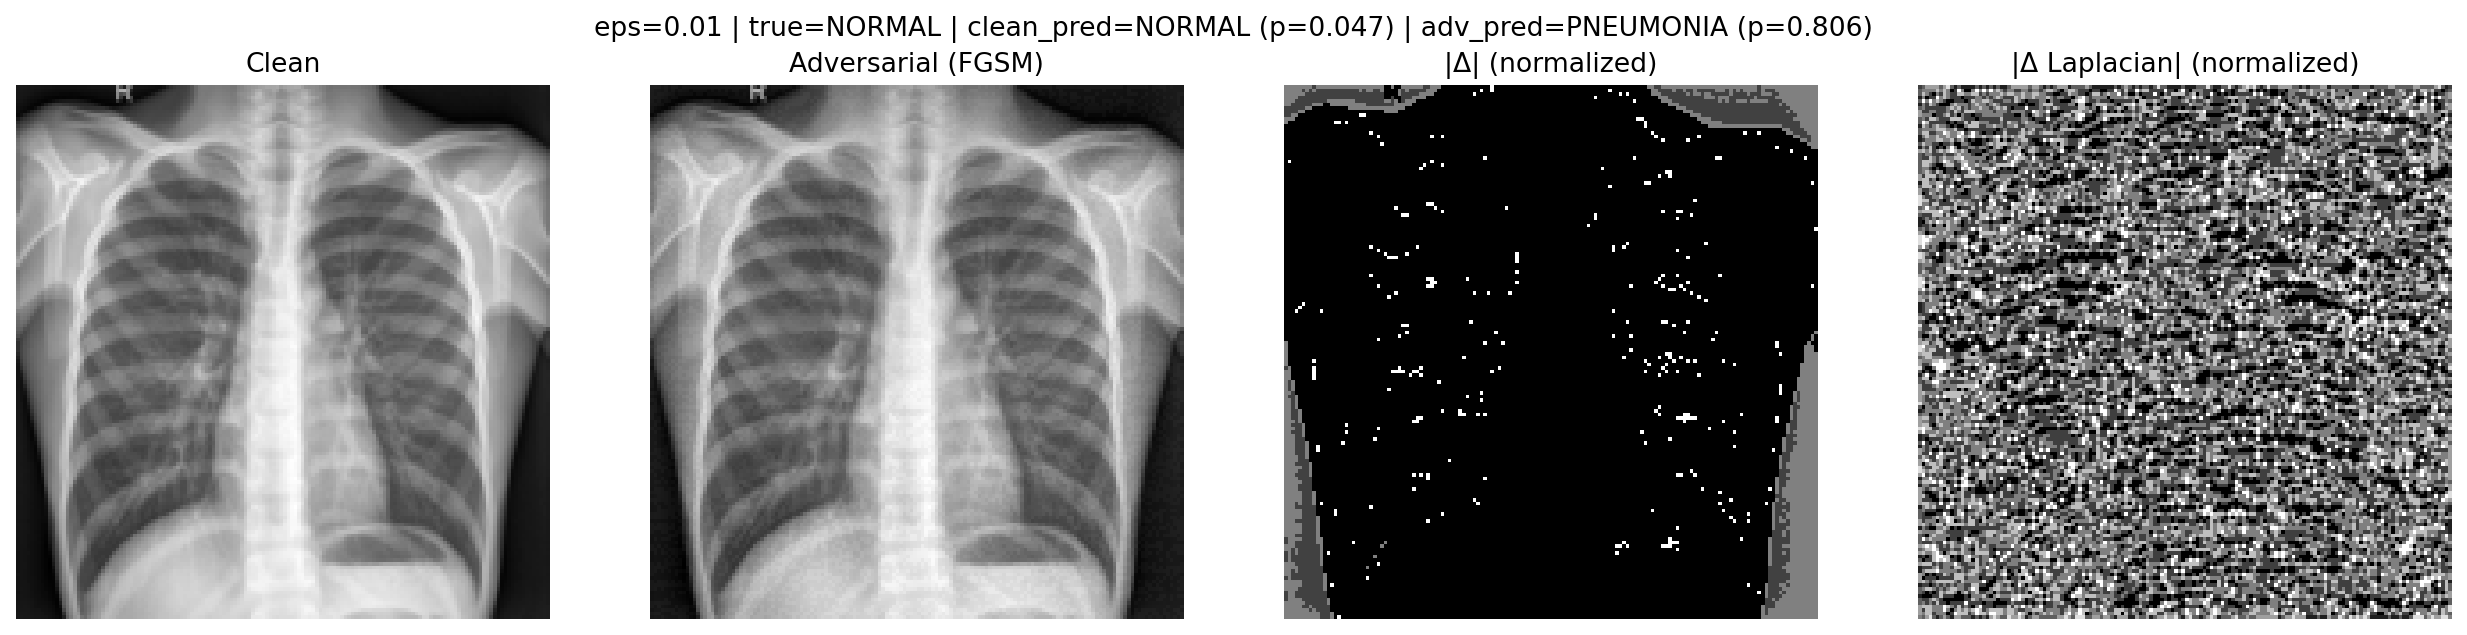 eps=0.01 | true=NORMAL | clean_pred=NORMAL (p=0.047) | adv_pred=PNEUMONIA (p=0.806)
Clean
Adversarial (FGSM)
|Δ| (normalized)
|Δ Laplacian| (normalized)
R
R